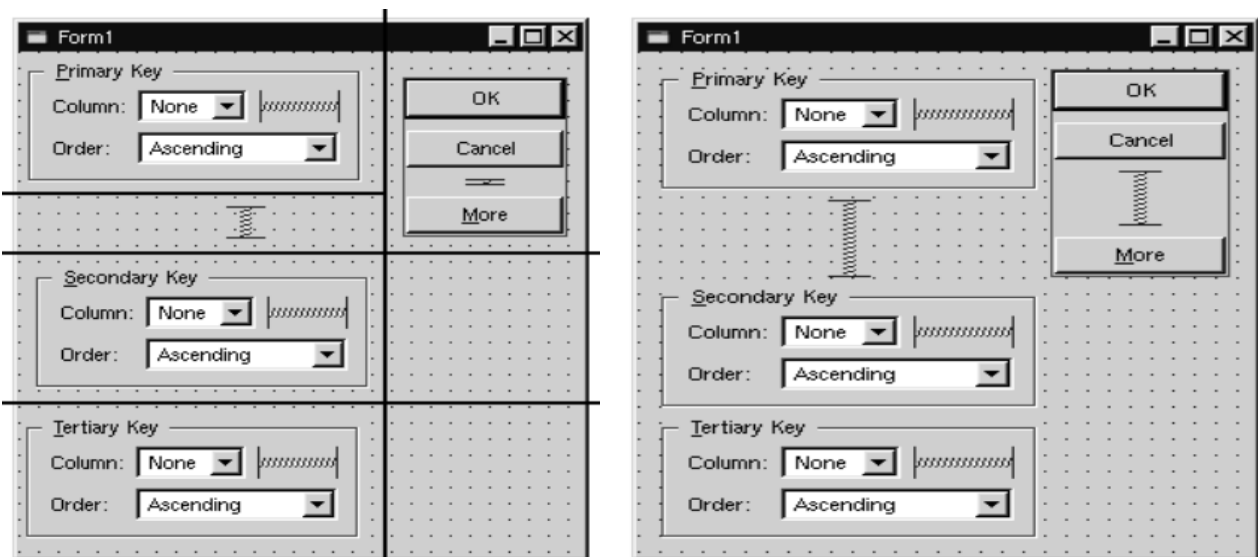 Form1
Primary Key
Column: None
Order: Ascending
OK
Cancel
More
Secondary Key
Column: None
Order: Ascending
Tertiary Key
Column: None
Order: Ascending
Form1
Primary Key
Column: None
Order: Ascending
OK
Cancel
More
Secondary Key
Column: None
Order: Ascending
Tertiary Key
Column: None
Order: Ascending